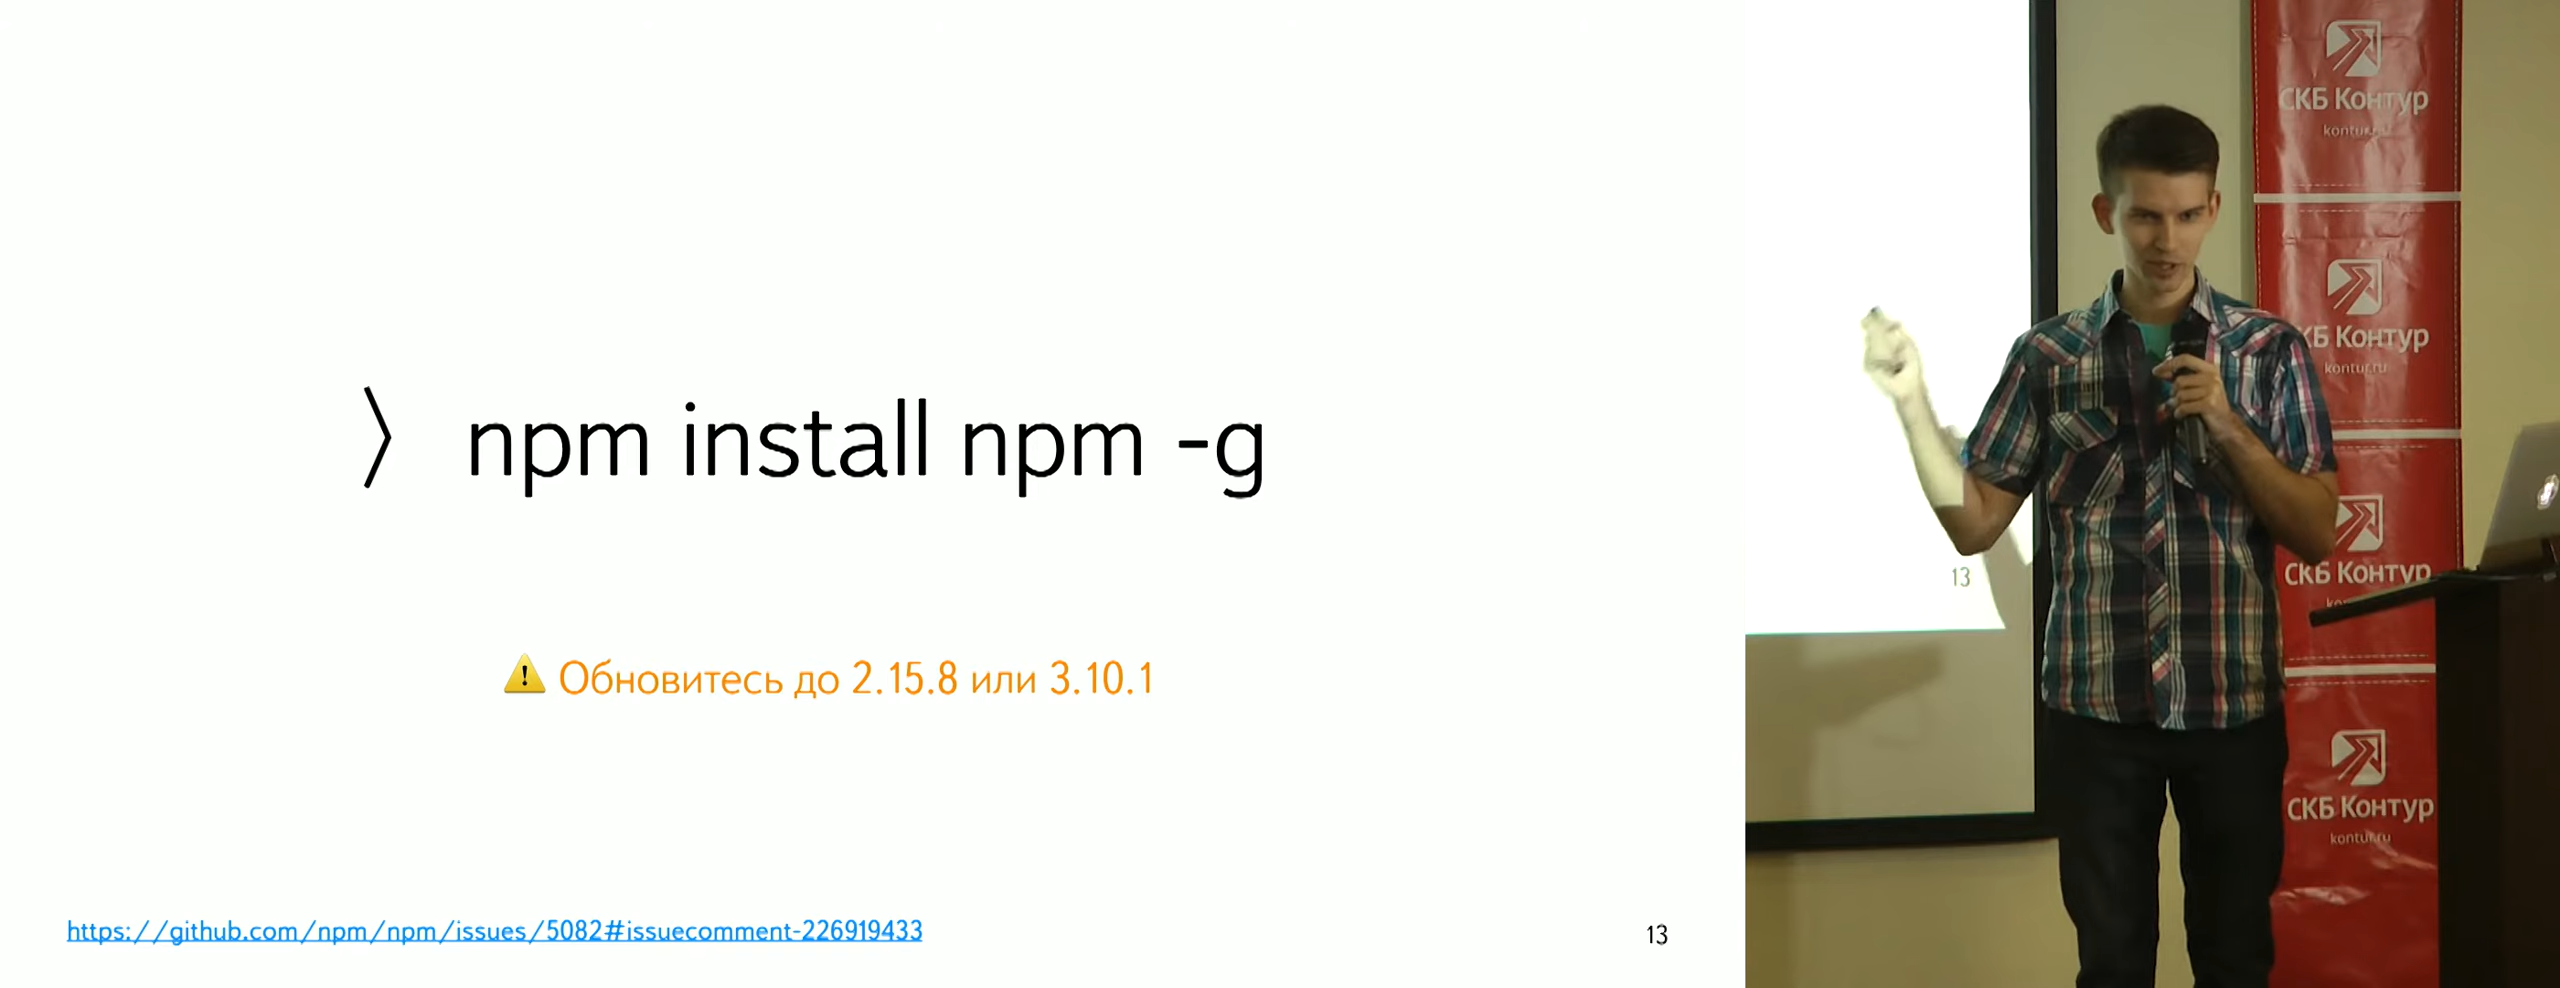 〉 npm install npm -g
⚠ Обновитесь до 2.15.8 или 3.10.1
https://github.com/npm/npm/issues/5082#issuecomment-226919433
13
13
СКБ Контур
kontur.ru
СКБ Контур
kontur.ru
СКБ Контур
СКБ Контур
kontur.ru